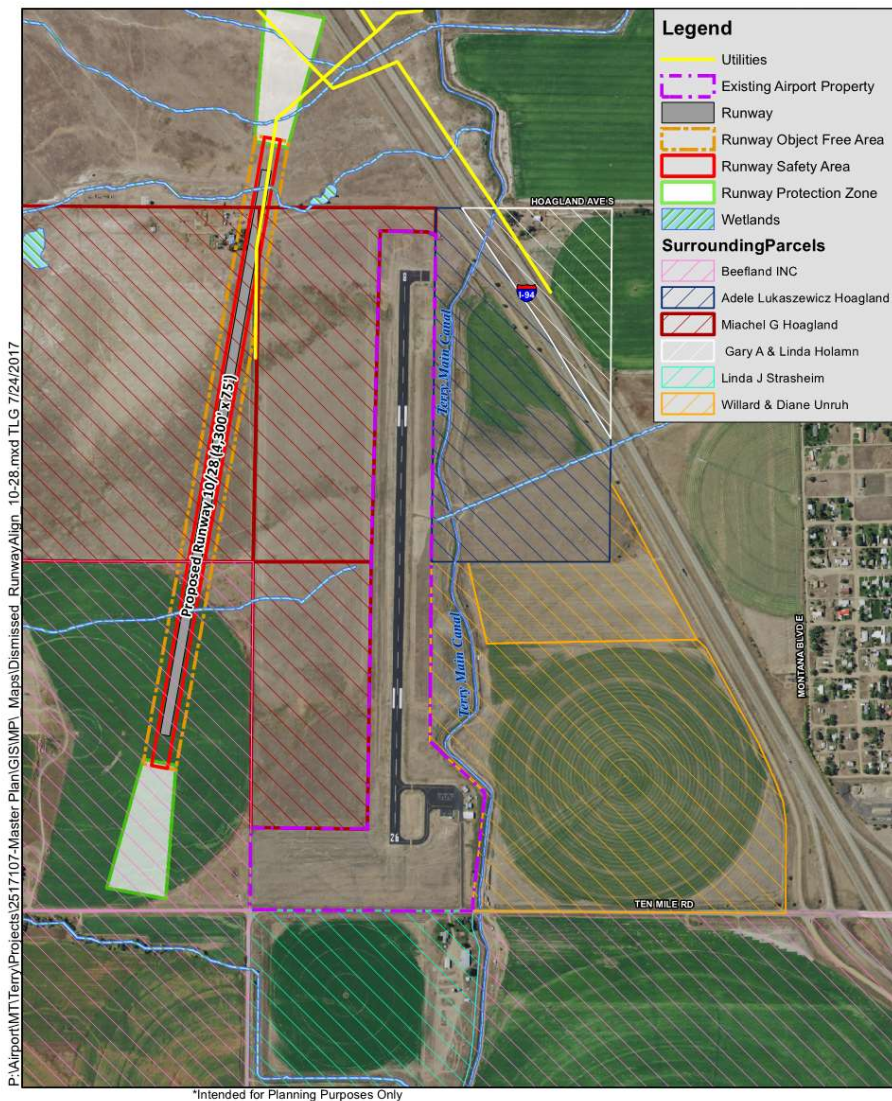 Legend
Utilities
Existing Airport Property
Runway
Runway Object Free Area
Runway Safety Area
Runway Protection Zone
Wetlands
SurroundingParcels
Beefland INC
Adele Lukaszewicz Hoagland
Miachel G Hoagland
Gary A & Linda Holamn
Linda J Strasheim
Willard & Diane Unruh
HOAGLAND AVE S
8
I-94
Terry Main Canal
Proposed Runway 10/28 (4,300' x 75')
Terry Main Canal
MONTANA BLVD E
26
TEN MILE RD
P:\Airport\MT\Terry\Projects\2517107-Master Plan\GIS\MP\_Maps\Dismissed_RunwayAlign_10-28.mxd TLG 7/24/2017
*Intended for Planning Purposes Only